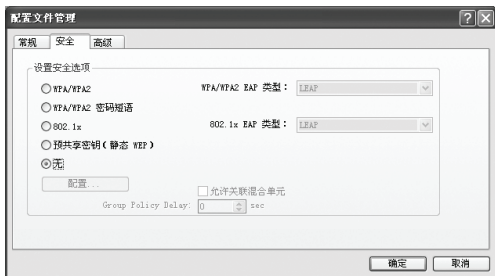 配置文件管理
常规 安全 高级
设置安全选项
WPA/WPA2 WPA/WPA2 EAP 类型： LEAP
WPA/WPA2 密码短语
802.1x 802.1x EAP 类型： LEAP
预共享密钥（静态 WEP）
无
配置...
允许关联混合单元
Group Policy Delay: 0 sec
确定 取消